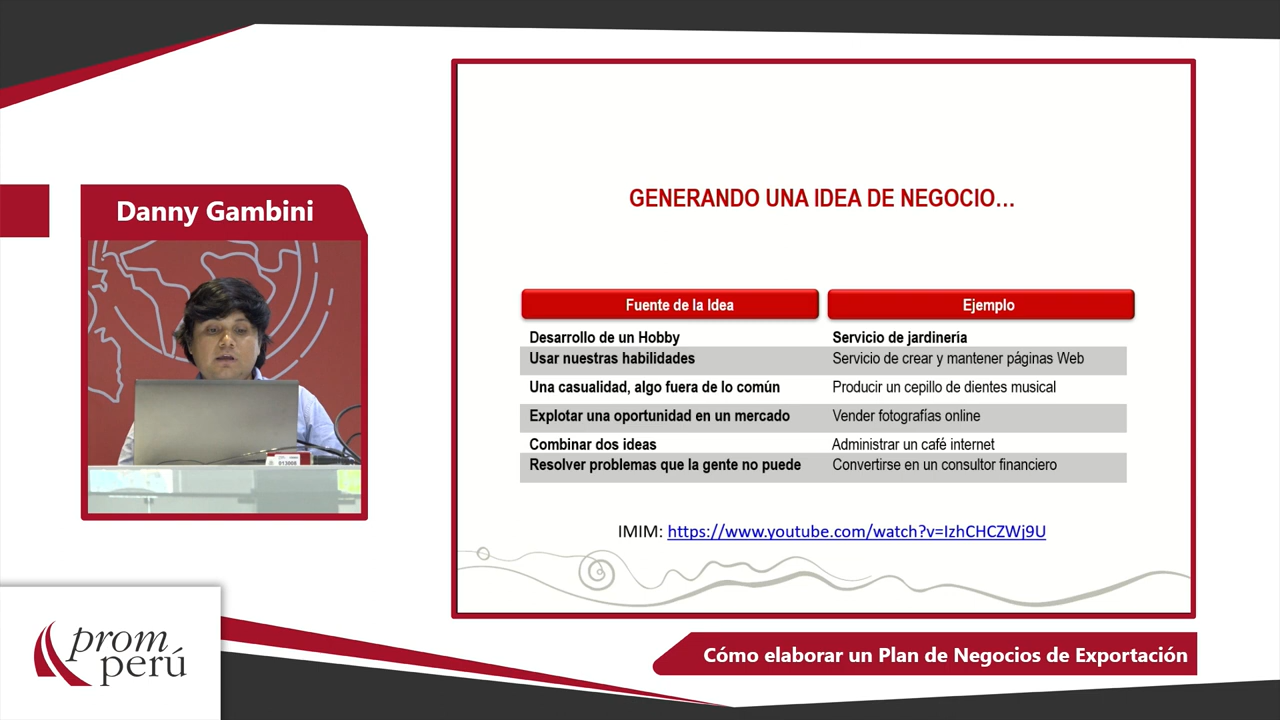 Danny Gambini
GENERANDO UNA IDEA DE NEGOCIO...
Fuente de la Idea
Ejemplo
Desarrollo de un Hobby
Servicio de jardinería
Usar nuestras habilidades
Servicio de crear y mantener páginas Web
Una casualidad, algo fuera de lo común
Producir un cepillo de dientes musical
Explotar una oportunidad en un mercado
Vender fotografías online
Combinar dos ideas
Administrar un café internet
Resolver problemas que la gente no puede
Convertirse en un consultor financiero
IMIM: https://www.youtube.com/watch?v=IzhCHCZWj9U
prom
perú
Cómo elaborar un Plan de Negocios de Exportación